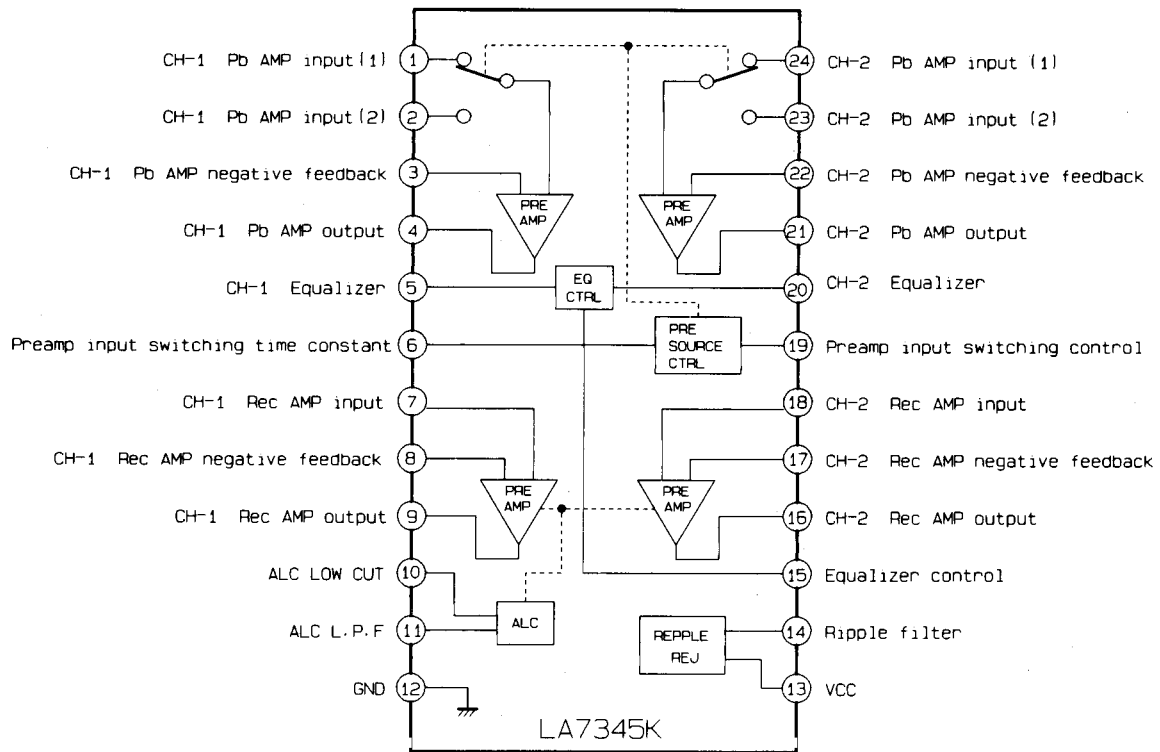 CH-1 Pb AMP input(1) 1
CH-1 Pb AMP input(2) 2
CH-1 Pb AMP negative feedback 3
CH-1 Pb AMP output 4
CH-1 Equalizer 5
Preamp input switching time constant 6
CH-1 Rec AMP input 7
CH-1 Rec AMP negative feedback 8
CH-1 Rec AMP output 9
ALC LOW CUT 10
ALC L.P.F 11
GND 12
PRE
AMP
PRE
AMP
EQ
CTRL
PRE
SOURCE
CTRL
PRE
AMP
PRE
AMP
ALC
REPPLE
REJ
LA7345K
24 CH-2 Pb AMP input (1)
23 CH-2 Pb AMP input (2)
22 CH-2 Pb AMP negative feedback
21 CH-2 Pb AMP output
20 CH-2 Equalizer
19 Preamp input switching control
18 CH-2 Rec AMP input
17 CH-2 Rec AMP negative feedback
16 CH-2 Rec AMP output
15 Equalizer control
14 Ripple filter
13 VCC